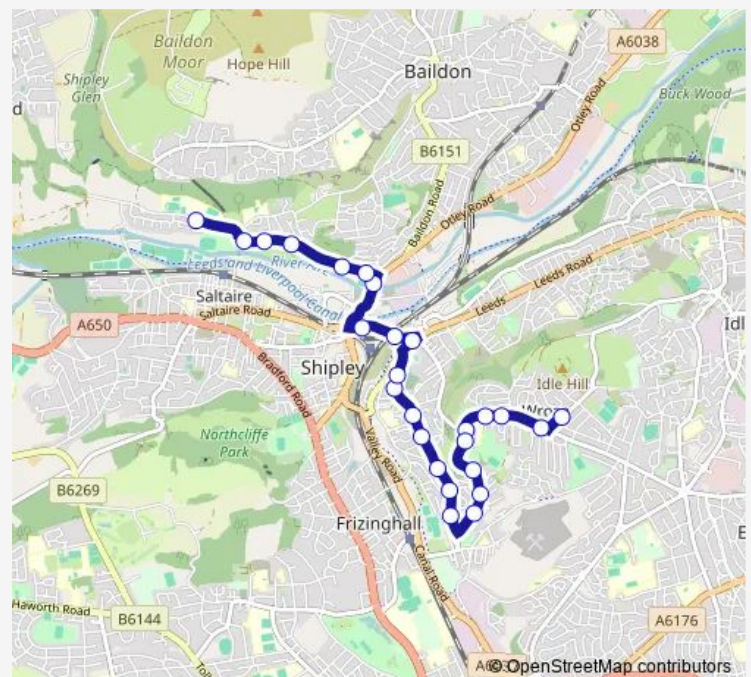 A6038
Baildon
Moor
Hope Hill
Shipley
Glen
Baildon
Buck Wood
Otley Road
B6151
Baildon Road
Otley Road
River Aire
Leeds and Liverpool Canal
Saltaire
Saltaire Road
Leeds Road
Leeds
A650
Idl
Shipley
Idle Hill
Bradford Road
Wro
Northcliffe
Park
Valley Road
B6269
Frizinghall
Canal Road
E
Haworth Road
B6144
A6176
© OpenStreetMap contributors